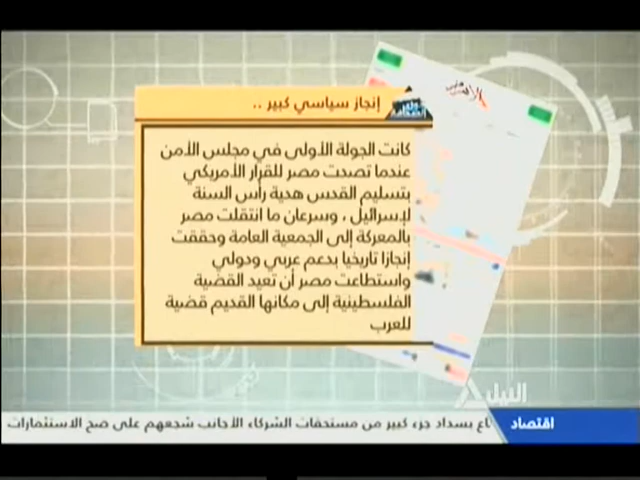 إنجاز سياسي كبير ..
كانت الجولة الأولى في مجلس الأمن
عندما تصدت مصر للقرار الأمريكي
بتسليم القدس هدية رأس السنة
لإسرائيل ، وسرعان ما انتقلت مصر
بالمعركة إلى الجمعية العامة وحققت
إنجازا تاريخيا بدعم عربي ودولي
واستطاعت مصر أن تعيد القضية
الفلسطينية إلى مكانها القديم قضية
للعرب
النيل
اقتصاد
اع بسداد جزء كبير من مستحقات الشركاء الأجانب شجعهم على ضخ الاستثمارات